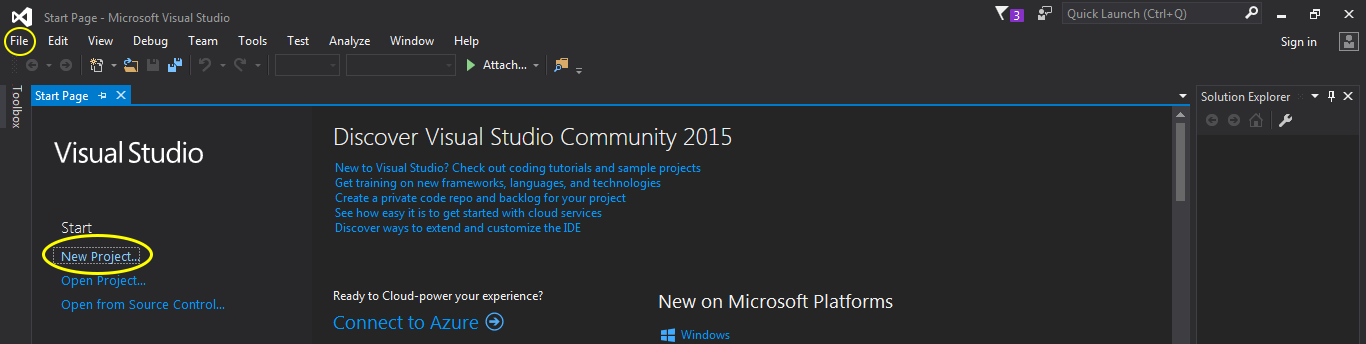 Start Page - Microsoft Visual Studio
3
Quick Launch (Ctrl+Q)
File Edit View Debug Team Tools Test Analyze Window Help
Sign in
Attach...
Toolbox
Start Page
Solution Explorer
Visual Studio
Start
New Project...
Open Project...
Open from Source Control...
Discover Visual Studio Community 2015
New to Visual Studio? Check out coding tutorials and sample projects
Get training on new frameworks, languages, and technologies
Create a private code repo and backlog for your project
See how easy it is to get started with cloud services
Discover ways to extend and customize the IDE
Ready to Cloud-power your experience?
Connect to Azure
New on Microsoft Platforms
Windows